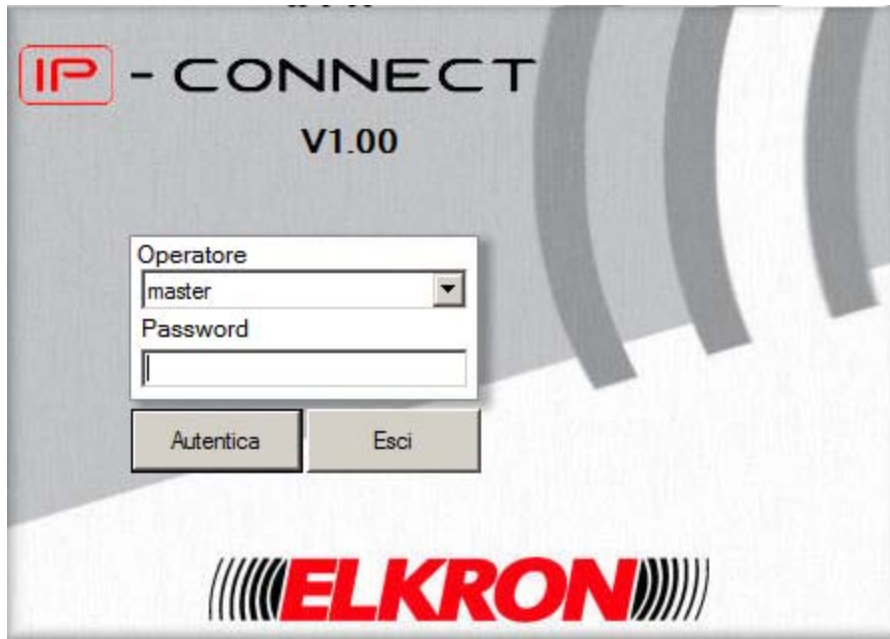 IP - CONNECT
V1.00
Operatore
master
Password
Autentica Esci
ELKRON